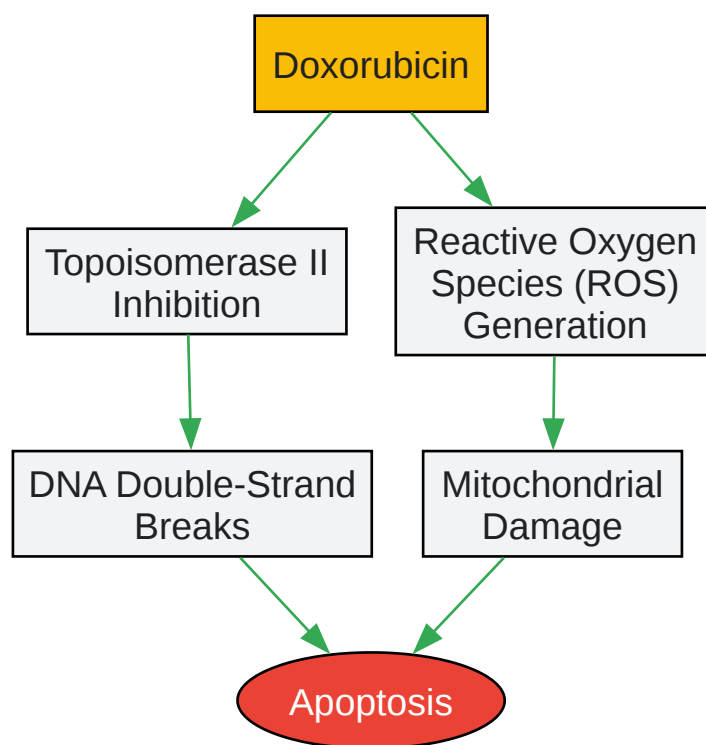 Doxorubicin
Topoisomerase II
Inhibition
Reactive Oxygen
Species (ROS)
Generation
DNA Double-Strand
Breaks
Mitochondrial
Damage
Apoptosis